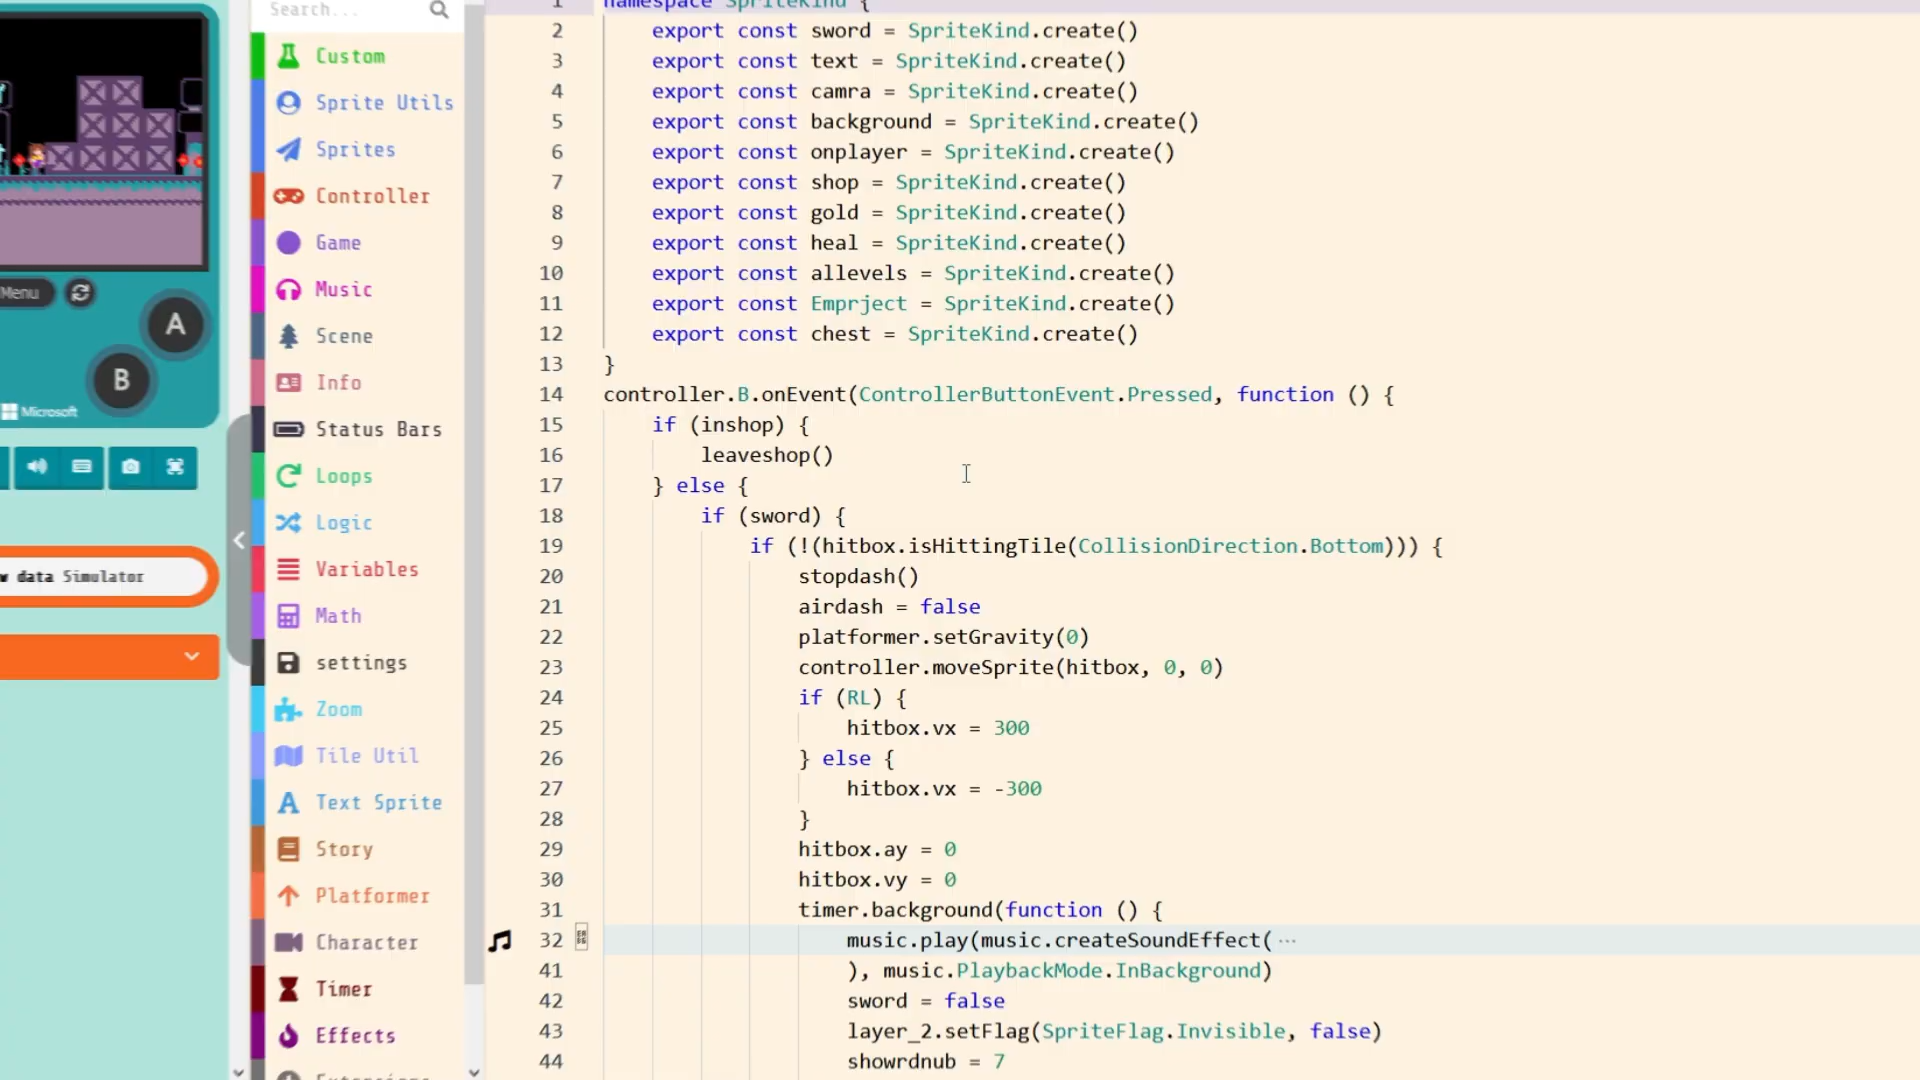 Menu
A
B
Microsoft
data Simulator
Search...
Custom
Sprite Utils
Sprites
Controller
Game
Music
Scene
Info
Status Bars
Loops
Logic
Variables
Math
settings
Zoom
Tile Util
Text Sprite
Story
Platformer
Character
Timer
Effects
Extensions
1 namespace SpriteKind {
2 export const sword = SpriteKind.create()
3 export const text = SpriteKind.create()
4 export const camra = SpriteKind.create()
5 export const background = SpriteKind.create()
6 export const onplayer = SpriteKind.create()
7 export const shop = SpriteKind.create()
8 export const gold = SpriteKind.create()
9 export const heal = SpriteKind.create()
10 export const allevels = SpriteKind.create()
11 export const Emprject = SpriteKind.create()
12 export const chest = SpriteKind.create()
13 }
14 controller.B.onEvent(ControllerButtonEvent.Pressed, function () {
15 if (inshop) {
16 leaveshop()
17 } else {
18 if (sword) {
19 if (!(hitbox.isHittingTile(CollisionDirection.Bottom))) {
20 stopdash()
21 airdash = false
22 platformer.setGravity(0)
23 controller.moveSprite(hitbox, 0, 0)
24 if (RL) {
25 hitbox.vx = 300
26 } else {
27 hitbox.vx = -300
28 }
29 hitbox.ay = 0
30 hitbox.vy = 0
31 timer.background(function () {
32 music.play(music.createSoundEffect(···
41 ), music.PlaybackMode.InBackground)
42 sword = false
43 layer_2.setFlag(SpriteFlag.Invisible, false)
44 showrdnub = 7